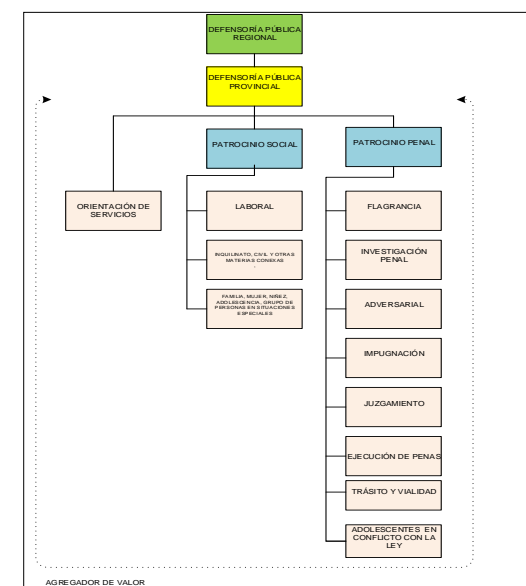 DEFENSORÍA PÚBLICA
REGIONAL
DEFENSORÍA PÚBLICA
PROVINCIAL
PATROCINIO SOCIAL
PATROCINIO PENAL
ORIENTACIÓN DE
SERVICIOS
LABORAL
INQUILINATO, CIVIL Y OTRAS
MATERIAS CONEXAS
FAMILIA, MUJER, NIÑEZ,
ADOLESCENCIA, GRUPO DE
PERSONAS EN SITUACIONES
ESPECIALES
FLAGRANCIA
INVESTIGACIÓN
PENAL
ADVERSARIAL
IMPUGNACIÓN
JUZGAMIENTO
EJECUCIÓN DE PENAS
TRÁSITO Y VIALIDAD
ADOLESCENTES EN
CONFLICTO CON LA
LEY
AGREGADOR DE VALOR